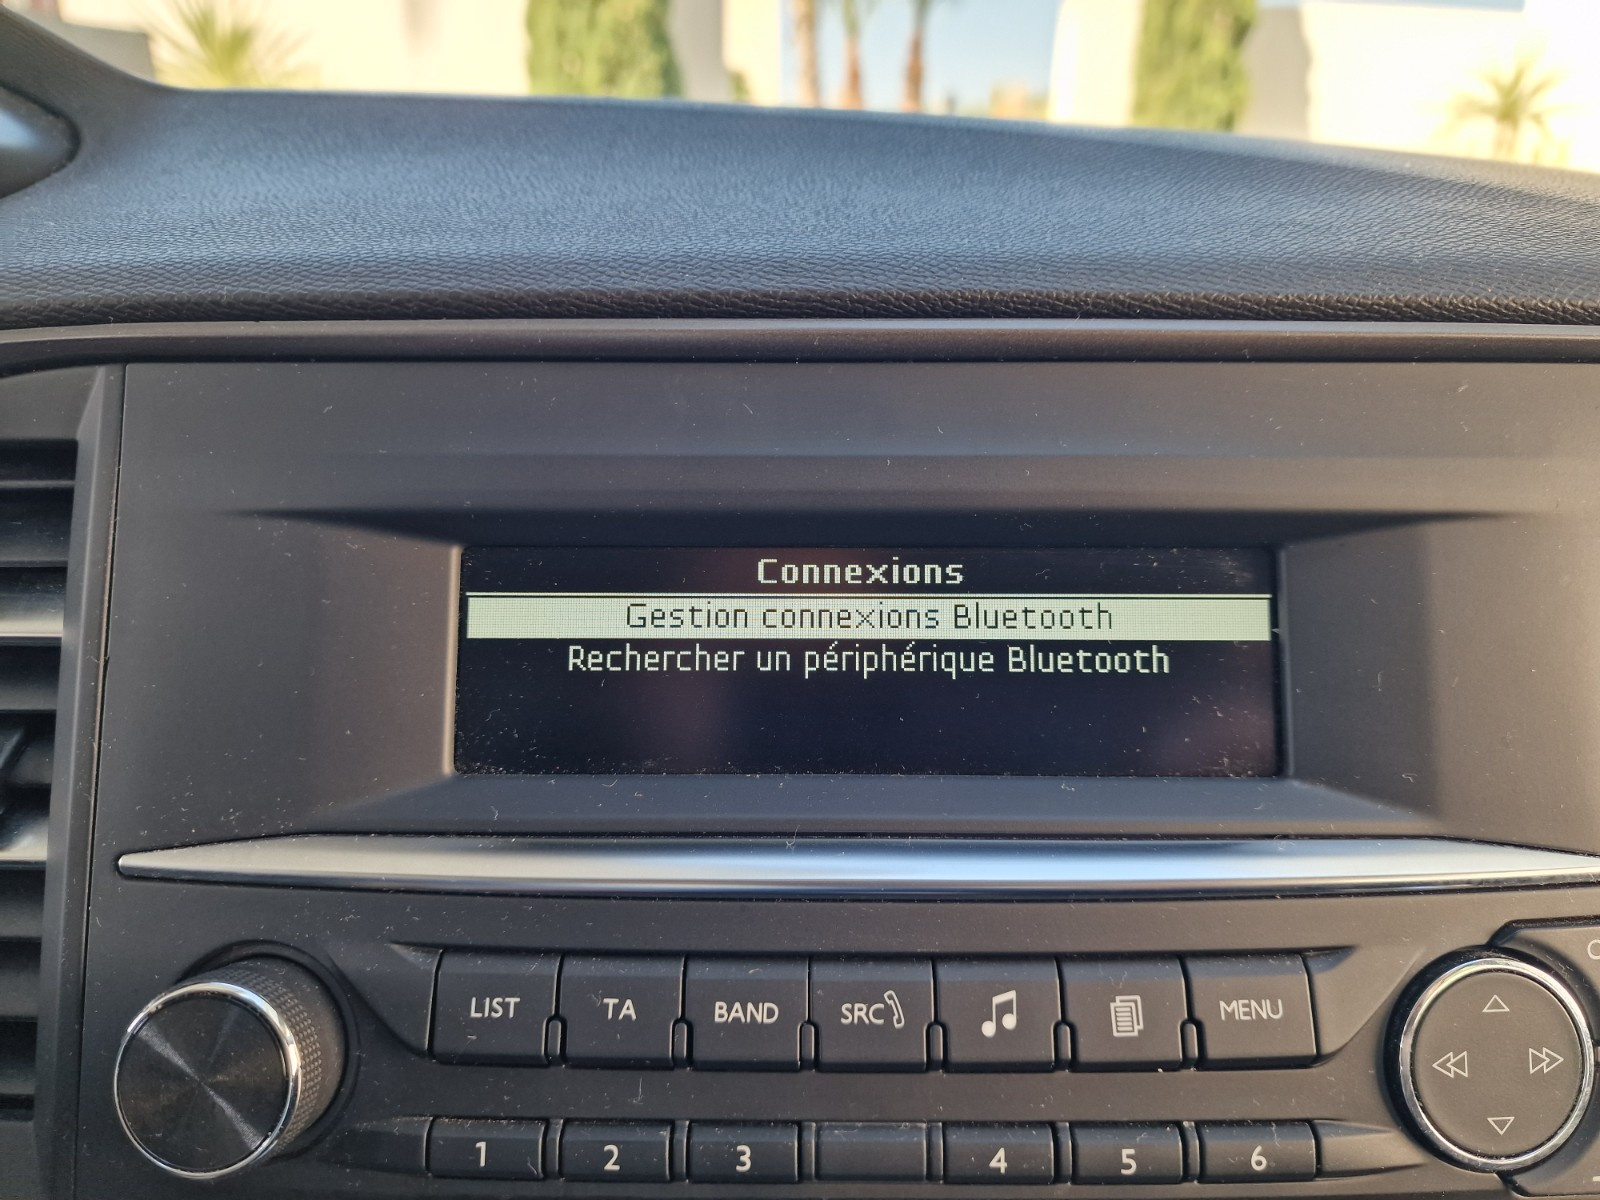 Connexions
Gestion connexions Bluetooth
Rechercher un périphérique Bluetooth
LIST TA BAND SRC MENU
1 2 3 4 5 6